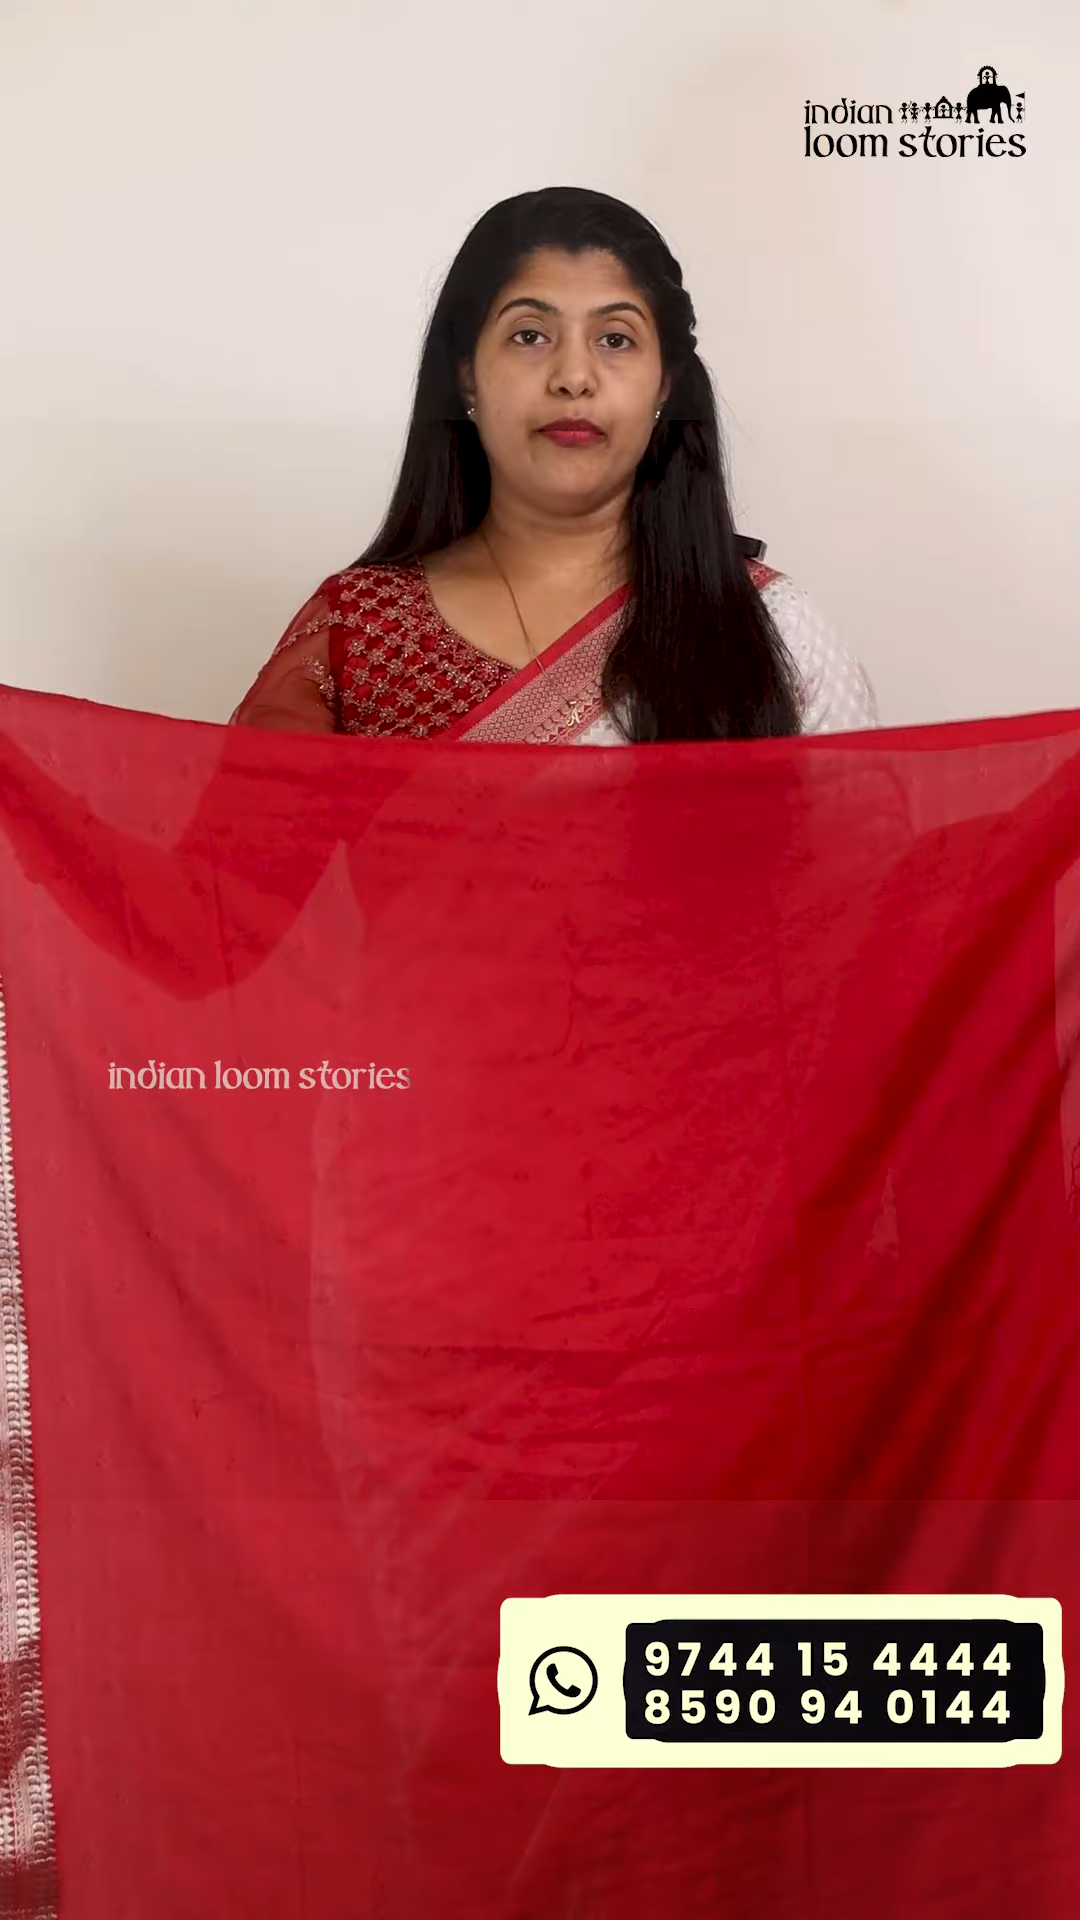 indian
loom stories
indian loom stories
9744 15 4444
8590 94 0144